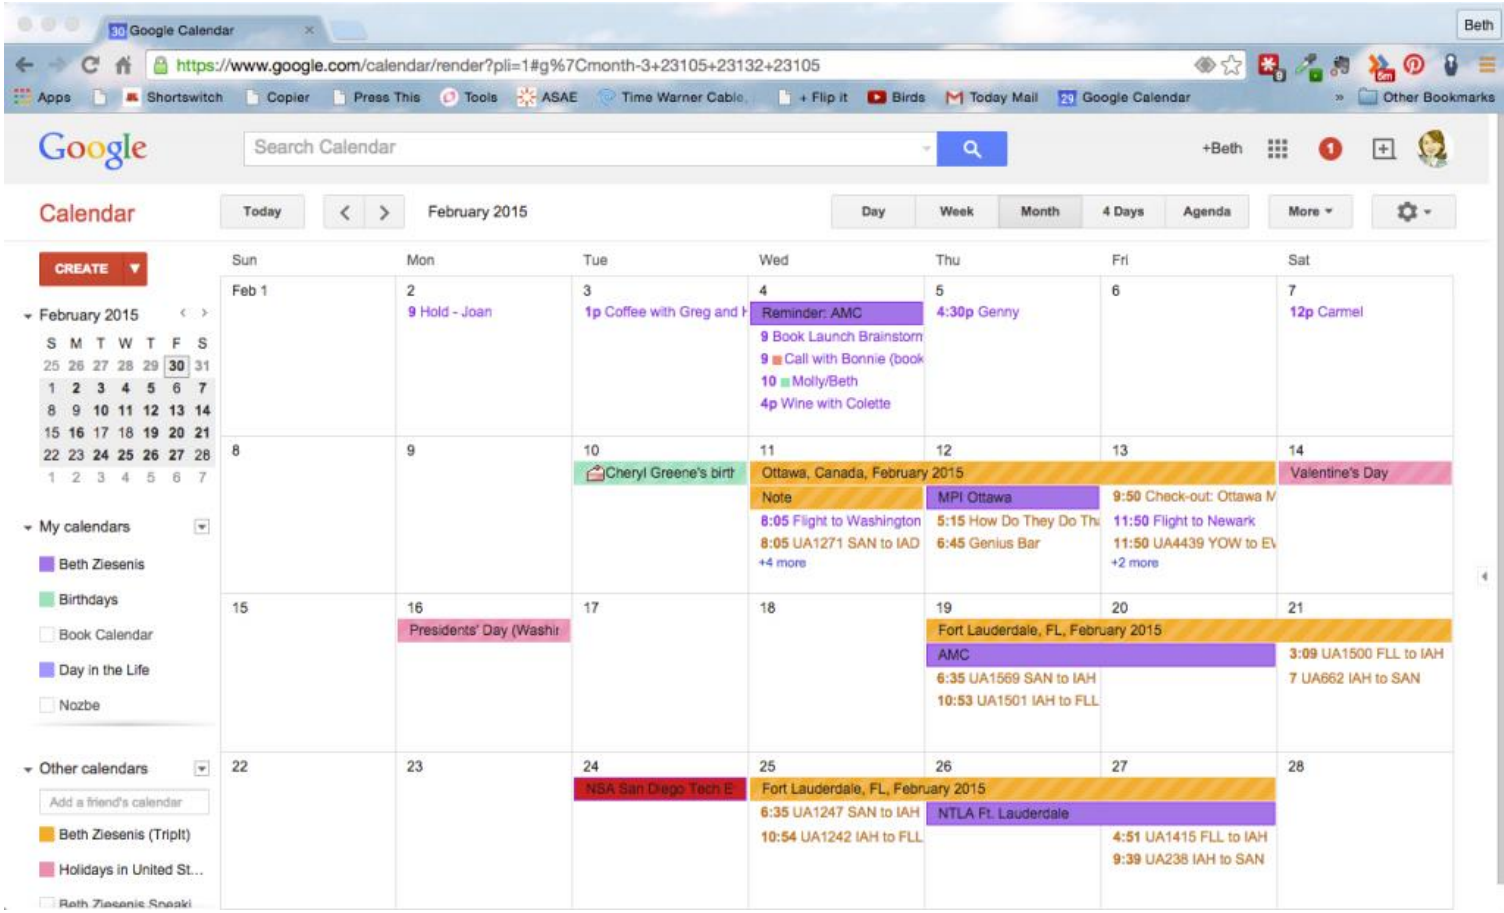 30 Google Calendar ×
Beth
https://www.google.com/calendar/render?pli=1#g%7Cmonth-3+23105+23132+23105
9
6m
Apps Shortswitch Copier Press This Tools ASAE Time Warner Cable, + Flip it Birds Today Mail 29 Google Calendar » Other Bookmarks
Google Search Calendar +Beth 1
Calendar Today February 2015 Day Week Month 4 Days Agenda More
CREATE
February 2015
S M T W T F S
25 26 27 28 29 30 31
1 2 3 4 5 6 7
8 9 10 11 12 13 14
15 16 17 18 19 20 21
22 23 24 25 26 27 28
1 2 3 4 5 6 7
My calendars
Beth Ziesenis
Birthdays
Book Calendar
Day in the Life
Nozbe
Other calendars
Add a friend's calendar
Beth Ziesenis (TripIt)
Holidays in United St...
Beth Ziesenis Speaki
Sun Mon Tue Wed Thu Fri Sat
Feb 1
2
9 Hold - Joan
3
1p Coffee with Greg and
4
Reminder: AMC
9 Book Launch Brainstorm
9 Call with Bonnie (book
10 Molly/Beth
4p Wine with Colette
5
4:30p Genny
6
7
12p Carmel
8
9
10
Cheryl Greene's birth
11
Ottawa, Canada, February 2015
Note
8:05 Flight to Washington
8:05 UA1271 SAN to IAD
+4 more
12
MPI Ottawa
5:15 How Do They Do Tha
6:45 Genius Bar
13
9:50 Check-out: Ottawa M
11:50 Flight to Newark
11:50 UA4439 YOW to EW
+2 more
14
Valentine's Day
15
16
Presidents' Day (Washin
17
18
19
Fort Lauderdale, FL, February 2015
AMC
6:35 UA1569 SAN to IAH
10:53 UA1501 IAH to FLL
20
21
3:09 UA1500 FLL to IAH
7 UA662 IAH to SAN
22
23
24
NSA San Diego Tech E
25
Fort Lauderdale, FL, February 2015
6:35 UA1247 SAN to IAH
10:54 UA1242 IAH to FLL
26
NTLA Ft. Lauderdale
27
4:51 UA1415 FLL to IAH
9:39 UA238 IAH to SAN
28